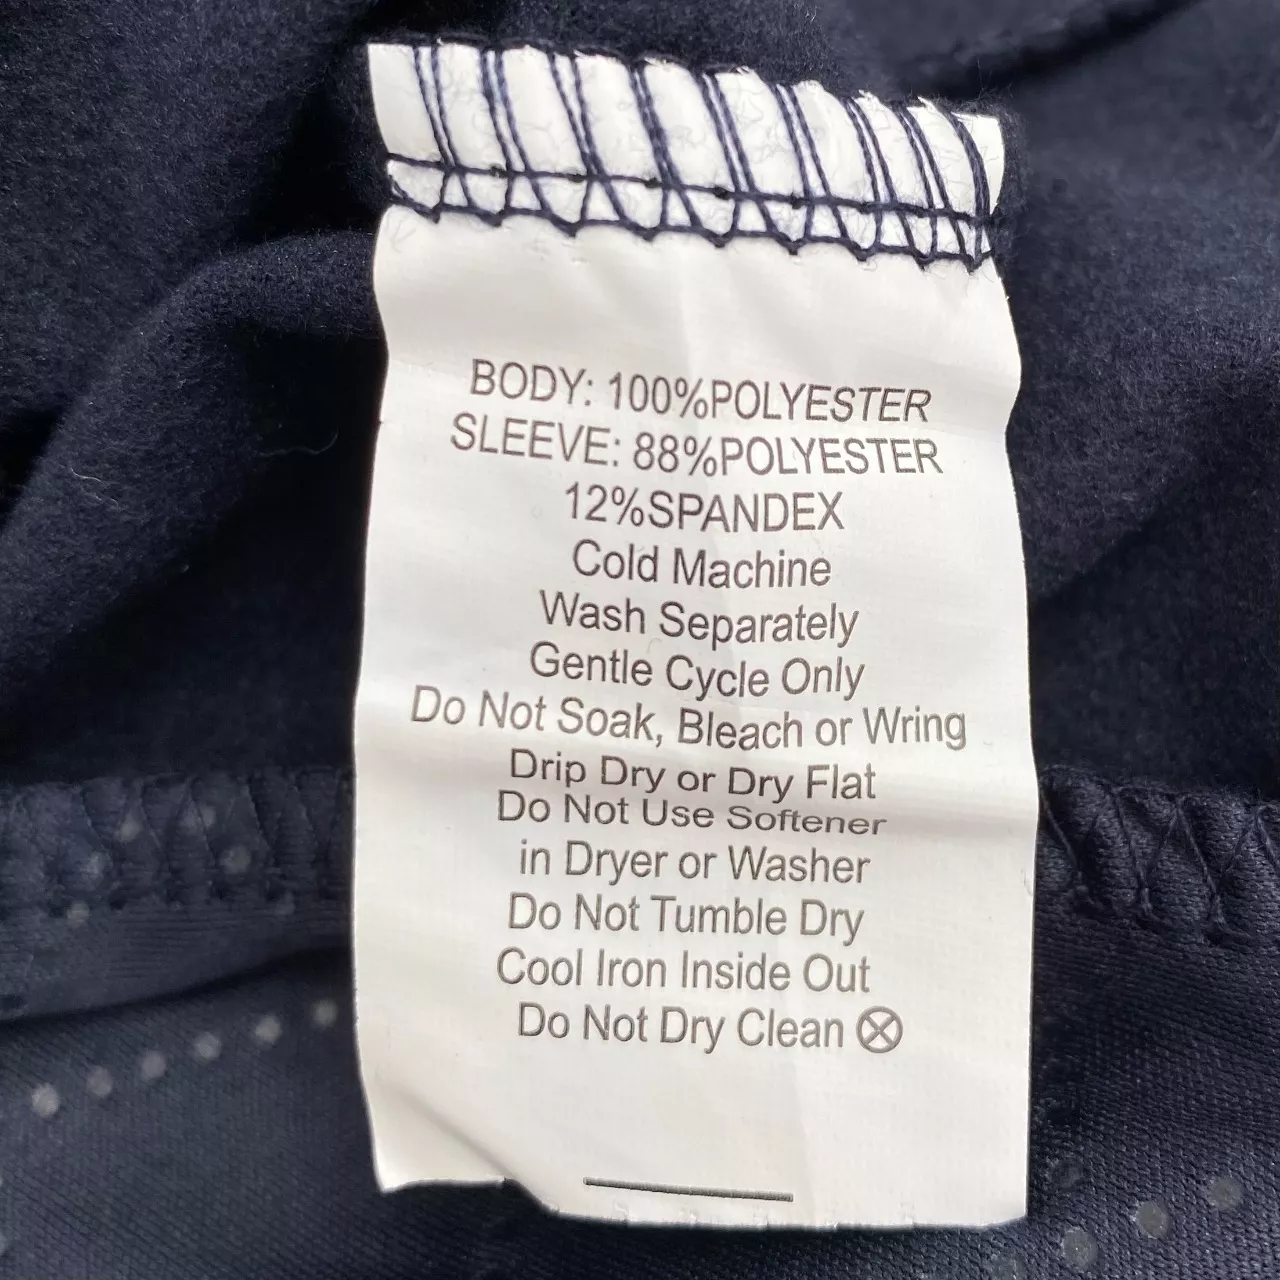 BODY: 100%POLYESTER
SLEEVE: 88%POLYESTER
12%SPANDEX
Cold Machine
Wash Separately
Gentle Cycle Only
Do Not Soak, Bleach or Wring
Drip Dry or Dry Flat
Do Not Use Softener
in Dryer or Washer
Do Not Tumble Dry
Cool Iron Inside Out
Do Not Dry Clean